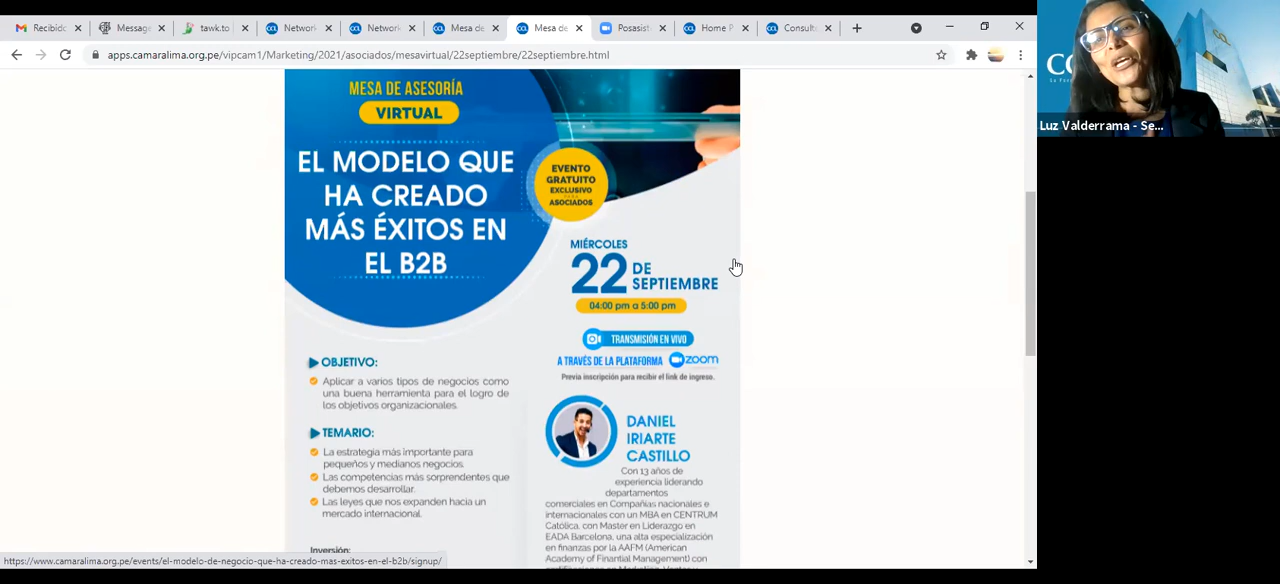 Recibido
Message
tawk.to
Network
Network
Mesa de
Mesa de
Posasist
Home P
Consulto
apps.camaralima.org.pe/vipcam1/Marketing/2021/asociados/mesavirtual/22septiembre/22septiembre.html
MESA DE ASESORÍA
VIRTUAL
EL MODELO QUE
HA CREADO
MÁS ÉXITOS EN
EL B2B
EVENTO
GRATUITO
EXCLUSIVO
PARA
ASOCIADOS
MIÉRCOLES
22 DE
SEPTIEMBRE
04:00 pm a 5:00 pm
TRANSMISIÓN EN VIVO
A TRAVÉS DE LA PLATAFORMA zoom
Previa inscripción para recibir el link de ingreso.
OBJETIVO:
Aplicar a varios tipos de negocios como
una buena herramienta para el logro de
los objetivos organizacionales.
TEMARIO:
La estrategia más importante para
pequeños y medianos negocios.
Las competencias más sorprendentes que
debemos desarrollar.
Las leyes que nos expanden hacia un
mercado internacional.
Inversión:
DANIEL
IRIARTE
CASTILLO
Con 13 años de
experiencia liderando
departamentos
comerciales en Compañías nacionales e
internacionales con un MBA en CENTRUM
Católica, con Master en Liderazgo en
EADA Barcelona, una alta especialización
en finanzas por la AAFM (American
Academy of Finantial Management) con
https://www.camaralima.org.pe/events/el-modelo-de-negocio-que-ha-creado-mas-exitos-en-el-b2b/signup/
Luz Valderrama - Se...